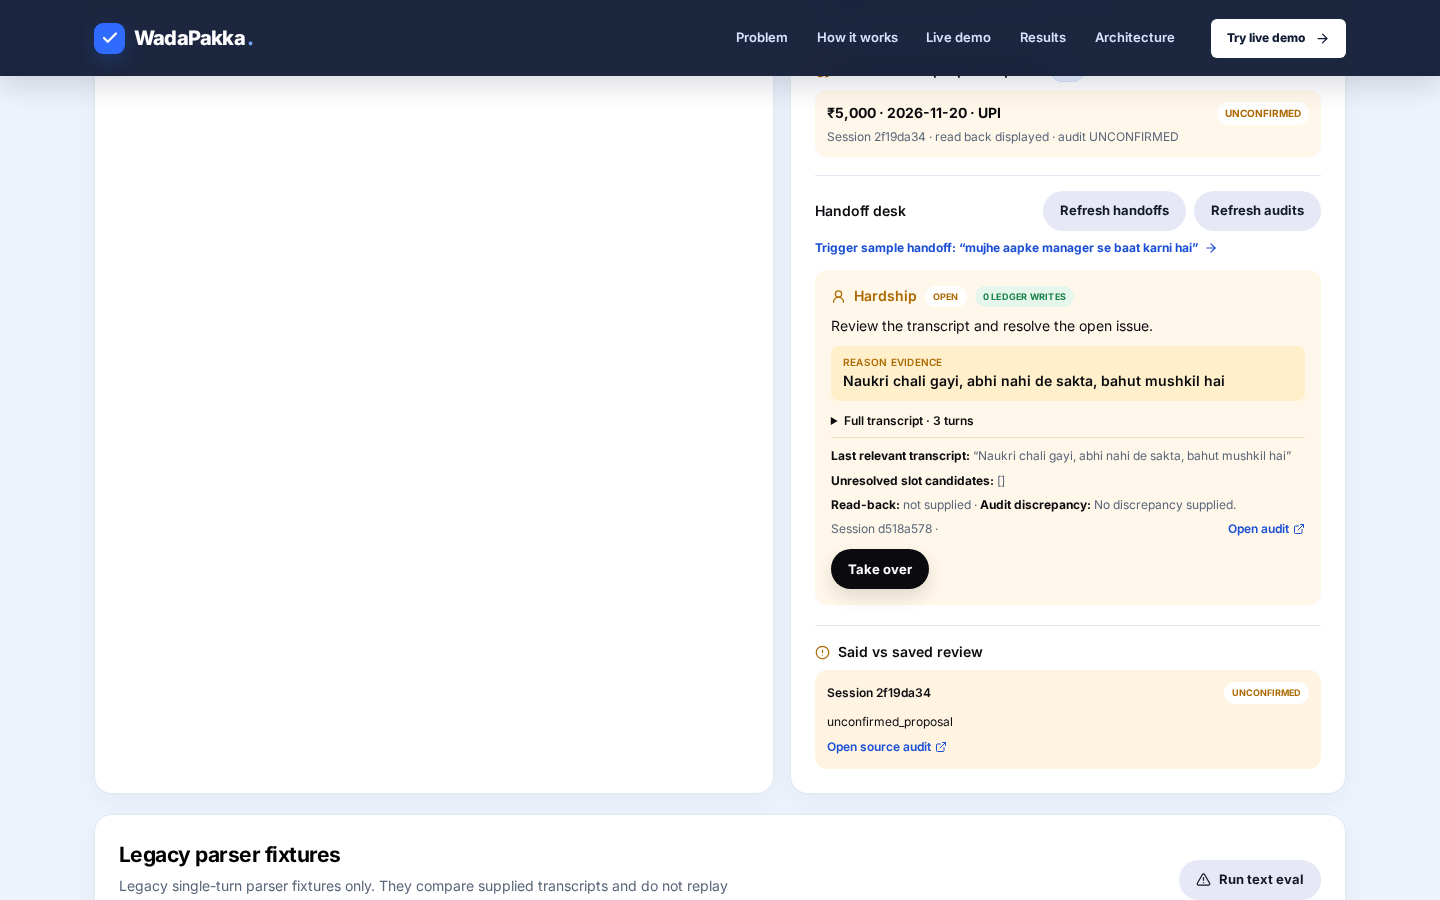 WadaPakka.
Problem
How it works
Live demo
Results
Architecture
Try live demo
₹5,000 · 2026-11-20 · UPI
UNCONFIRMED
Session 2f19da34 · read back displayed · audit UNCONFIRMED
Handoff desk
Refresh handoffs
Refresh audits
Trigger sample handoff: “mujhe aapke manager se baat karni hai”
Hardship
OPEN
0 LEDGER WRITES
Review the transcript and resolve the open issue.
REASON EVIDENCE
Naukri chali gayi, abhi nahi de sakta, bahut mushkil hai
Full transcript · 3 turns
Last relevant transcript: “Naukri chali gayi, abhi nahi de sakta, bahut mushkil hai”
Unresolved slot candidates: []
Read-back: not supplied · Audit discrepancy: No discrepancy supplied.
Session d518a578 ·
Open audit
Take over
Said vs saved review
Session 2f19da34
UNCONFIRMED
unconfirmed_proposal
Open source audit
Legacy parser fixtures
Legacy single-turn parser fixtures only. They compare supplied transcripts and do not replay
Run text eval